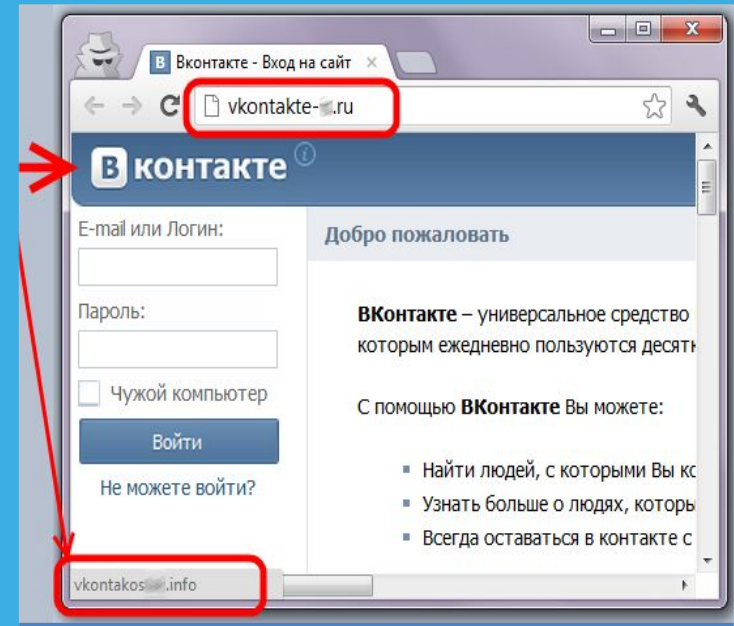 Вконтакте - Вход на сайт
vkontakte- .ru
В контакте
E-mail или Логин:
Пароль:
Чужой компьютер
Войти
Не можете войти?
Добро пожаловать
ВКонтакте – универсальное средство
которым ежедневно пользуются десятк
С помощью ВКонтакте Вы можете:
Найти людей, с которыми Вы ко
Узнать больше о людях, которы
Всегда оставаться в контакте с
vkontakos .info